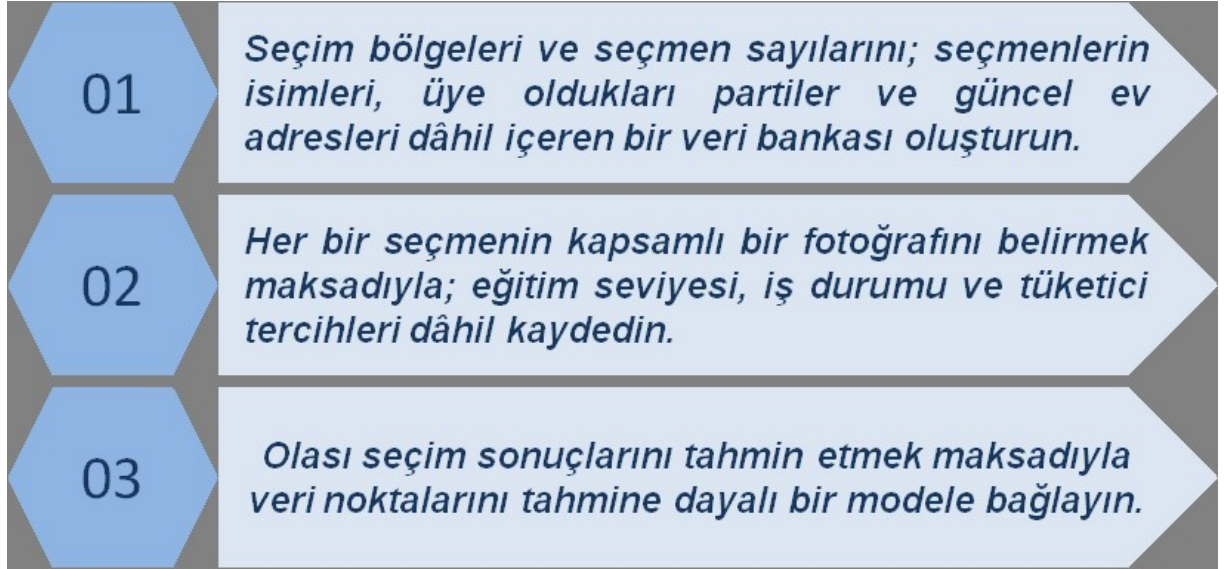 01
Seçim bölgeleri ve seçmen sayılarını; seçmenlerin
isimleri, üye oldukları partiler ve güncel ev
adresleri dâhil içeren bir veri bankası oluşturun.
02
Her bir seçmenin kapsamlı bir fotoğrafını belirmek
maksadıyla; eğitim seviyesi, iş durumu ve tüketici
tercihleri dâhil kaydedin.
03
Olası seçim sonuçlarını tahmin etmek maksadıyla
veri noktalarını tahmine dayalı bir modele bağlayın.